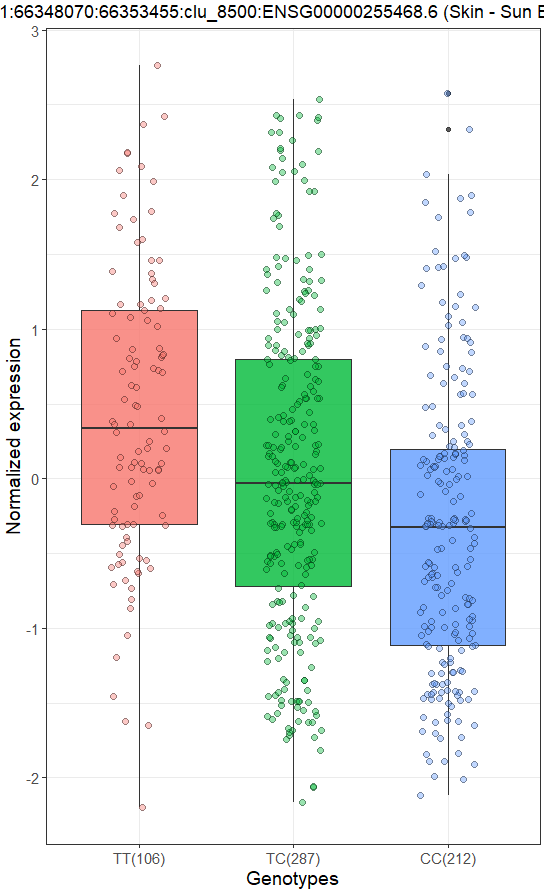 1:66348070:66353455:clu_8500:ENSG00000255468.6 (Skin - Sun E
Normalized expression
3
2
1
0
-1
-2
TT(106) TC(287) CC(212)
Genotypes